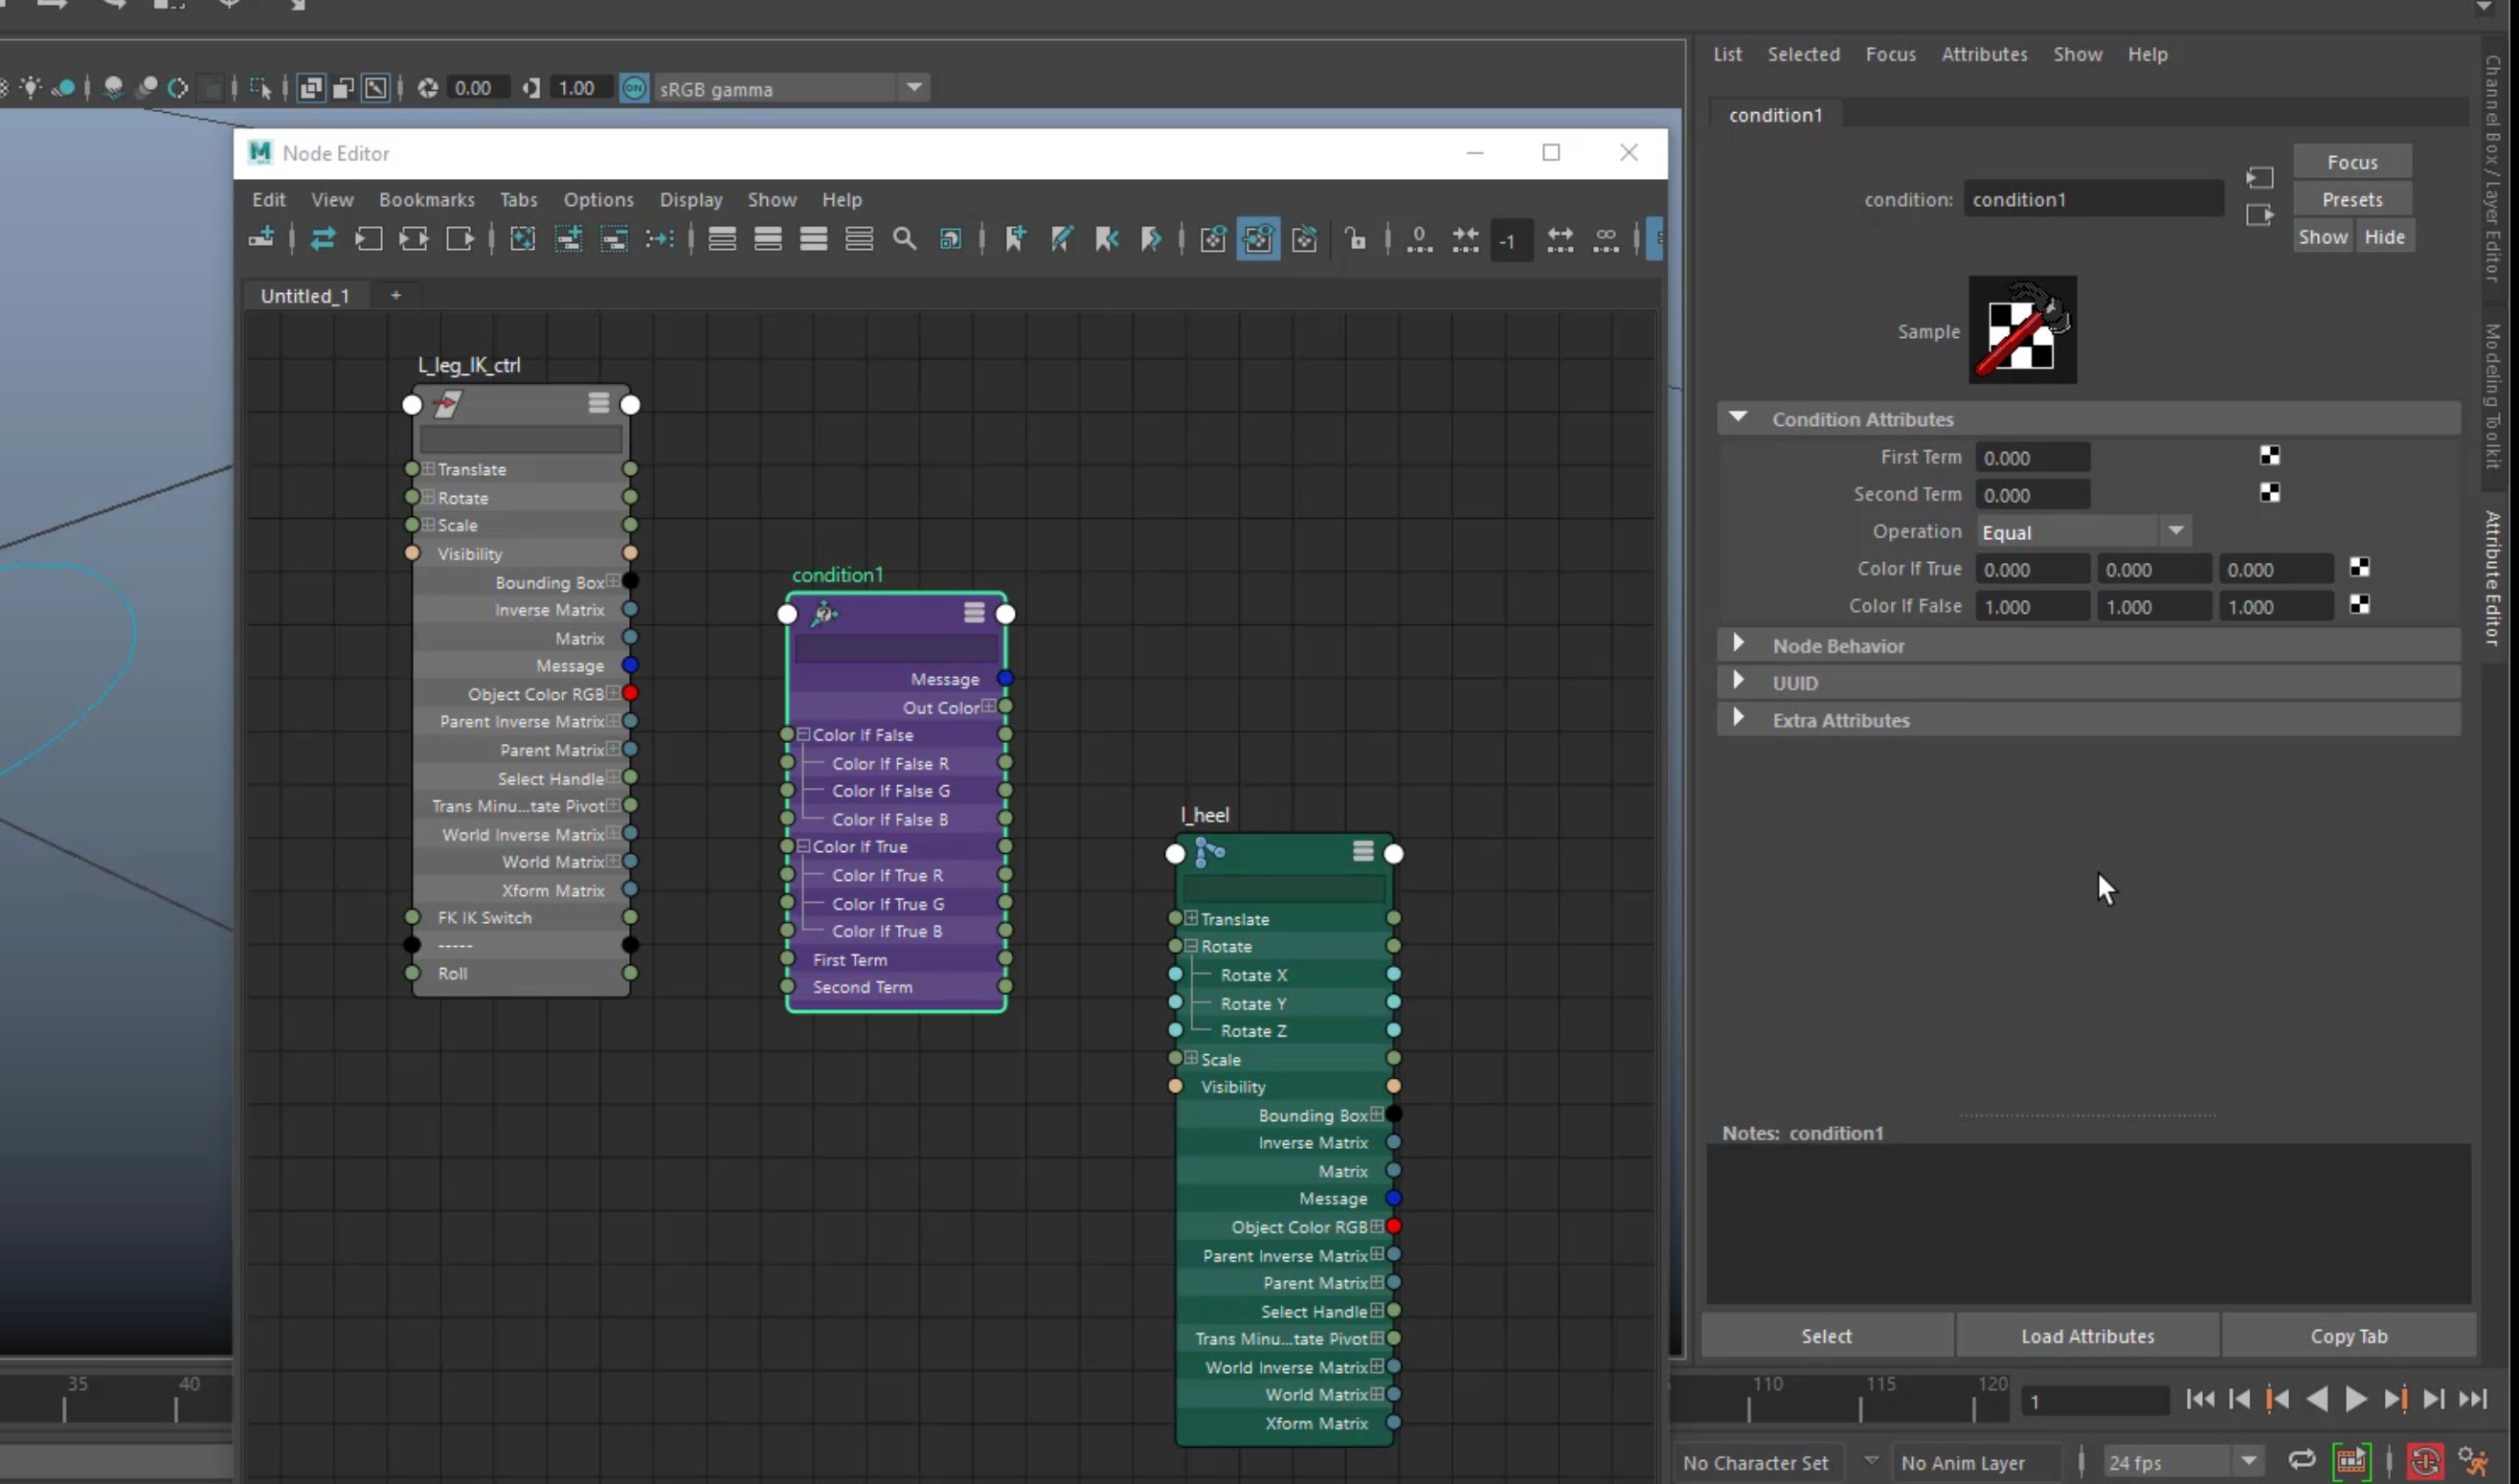 List Selected Focus Attributes Show Help
0.00 1.00 ON sRGB gamma
condition1
Node Editor
condition: condition1
Focus
Presets
Show Hide
Edit View Bookmarks Tabs Options Display Show Help
0 -1 ∞
Untitled_1 +
Sample
L_leg_IK_ctrl
Translate
Rotate
Scale
Visibility
Bounding Box
Inverse Matrix
Matrix
Message
Object Color RGB
Parent Inverse Matrix
Parent Matrix
Select Handle
Trans Minu...tate Pivot
World Inverse Matrix
World Matrix
Xform Matrix
FK IK Switch
-----
Roll
condition1
Message
Out Color
Color If False
Color If False R
Color If False G
Color If False B
Color If True
Color If True R
Color If True G
Color If True B
First Term
Second Term
l_heel
Translate
Rotate
Rotate X
Rotate Y
Rotate Z
Scale
Visibility
Bounding Box
Inverse Matrix
Matrix
Message
Object Color RGB
Parent Inverse Matrix
Parent Matrix
Select Handle
Trans Minu...tate Pivot
World Inverse Matrix
World Matrix
Xform Matrix
Condition Attributes
First Term 0.000
Second Term 0.000
Operation Equal
Color If True 0.000 0.000 0.000
Color If False 1.000 1.000 1.000
Node Behavior
UUID
Extra Attributes
Notes: condition1
Select Load Attributes Copy Tab
Channel Box / Layer Editor
Modeling Toolkit
Attribute Editor
35 40 110 115 120 1
No Character Set No Anim Layer 24 fps